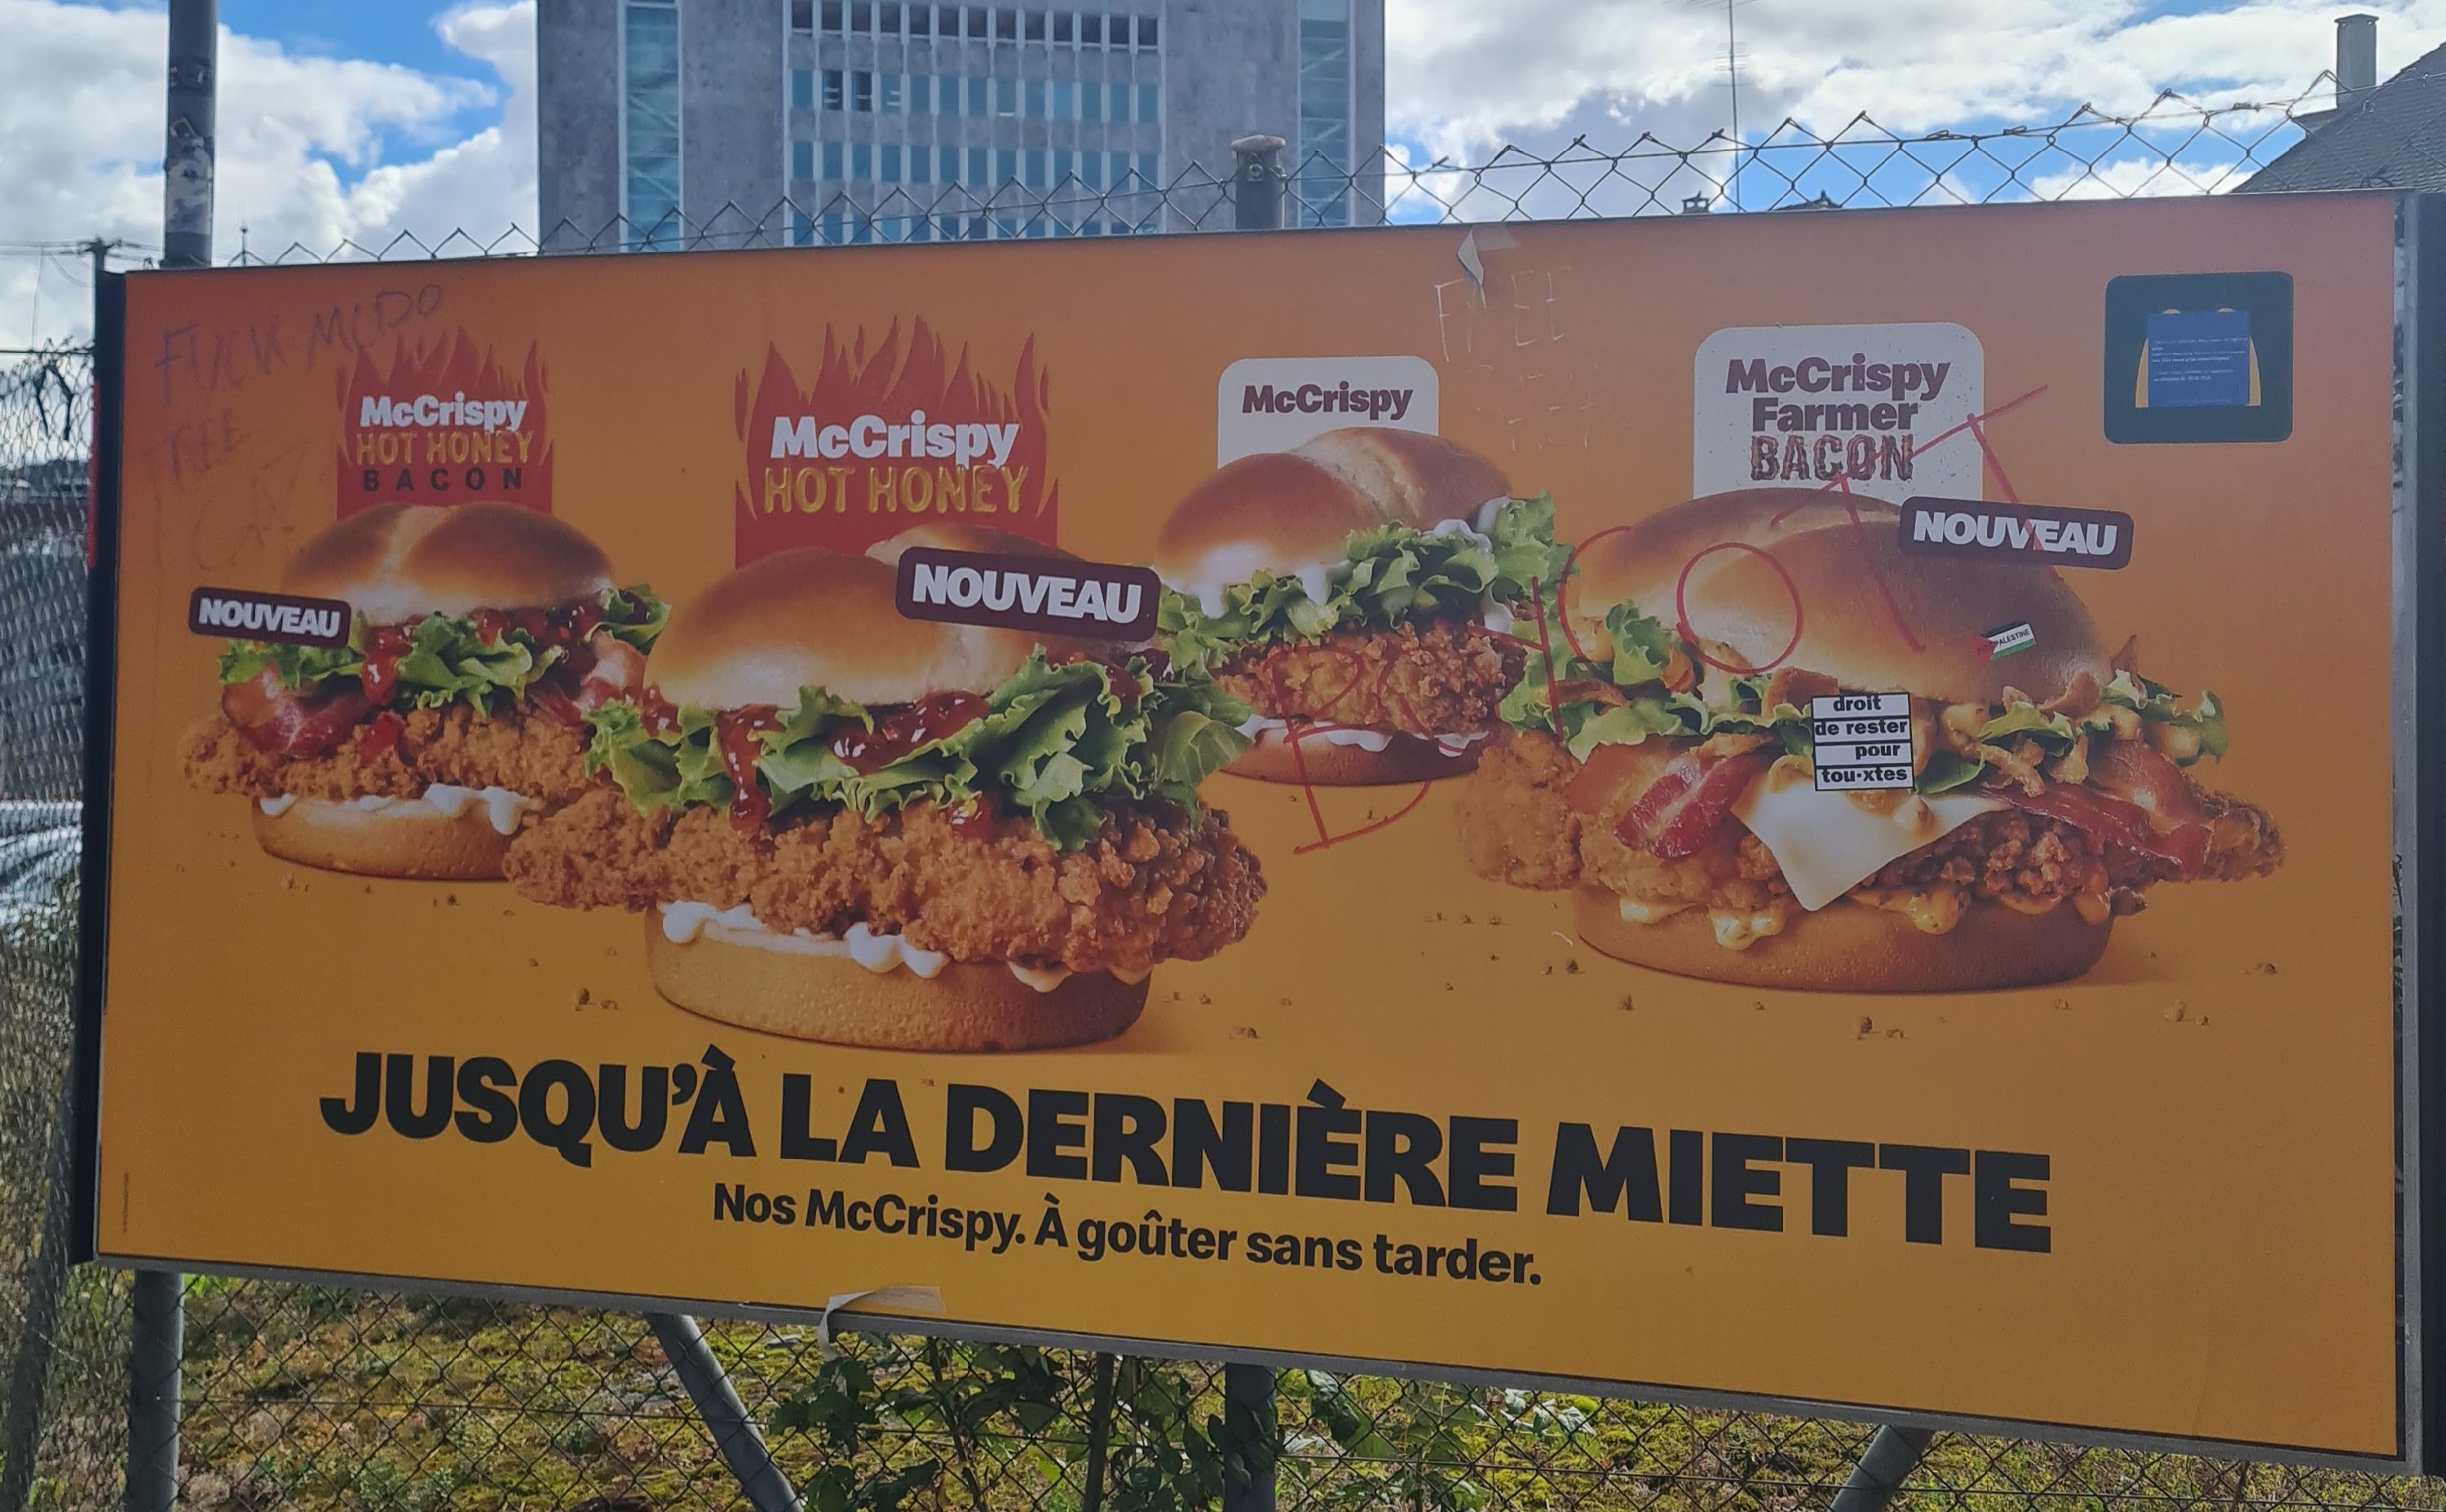 FUCK MCDO
FREE
GAZ
McCrispy
HOT HONEY
BACON
NOUVEAU
McCrispy
HOT HONEY
NOUVEAU
FREE
McCrispy
McCrispy
Farmer
BACON
NOUVEAU
BOYCOTT
PALESTINE
droit
de rester
pour
tou·xtes
JUSQU'À LA DERNIÈRE MIETTE
Nos McCrispy. À goûter sans tarder.